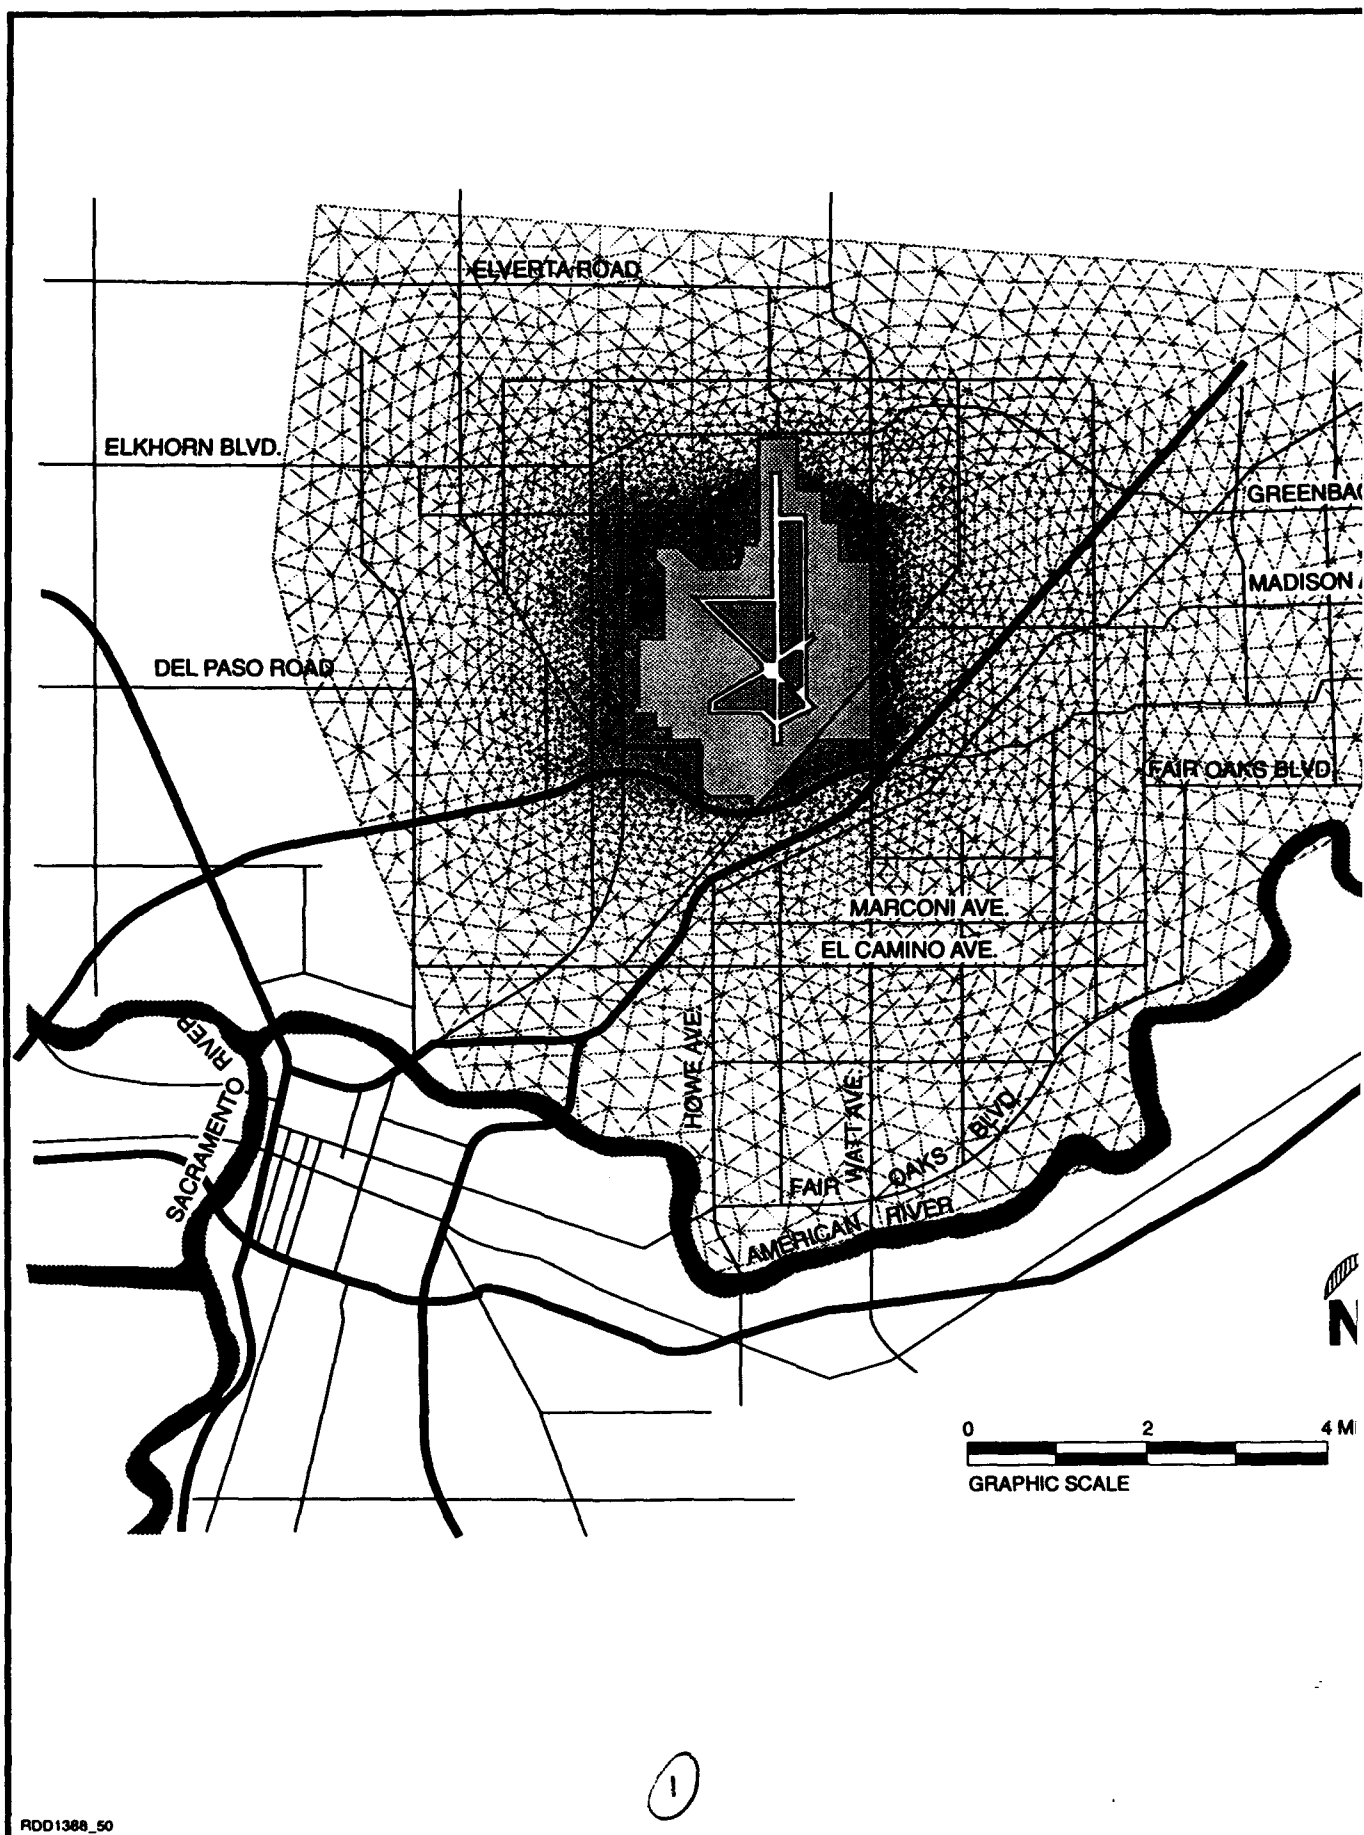 ELVERTA ROAD
ELKHORN BLVD.
GREENBAC
MADISON A
DEL PASO ROAD
FAIR OAKS BLVD.
MARCONI AVE.
EL CAMINO AVE.
HOWE AVE.
SACRAMENTO
RIVER
WATT AVE.
FAIR
OAKS
BLVD
AMERICAN RIVER
N
0 2 4 MI
GRAPHIC SCALE
1
RDD1388_50